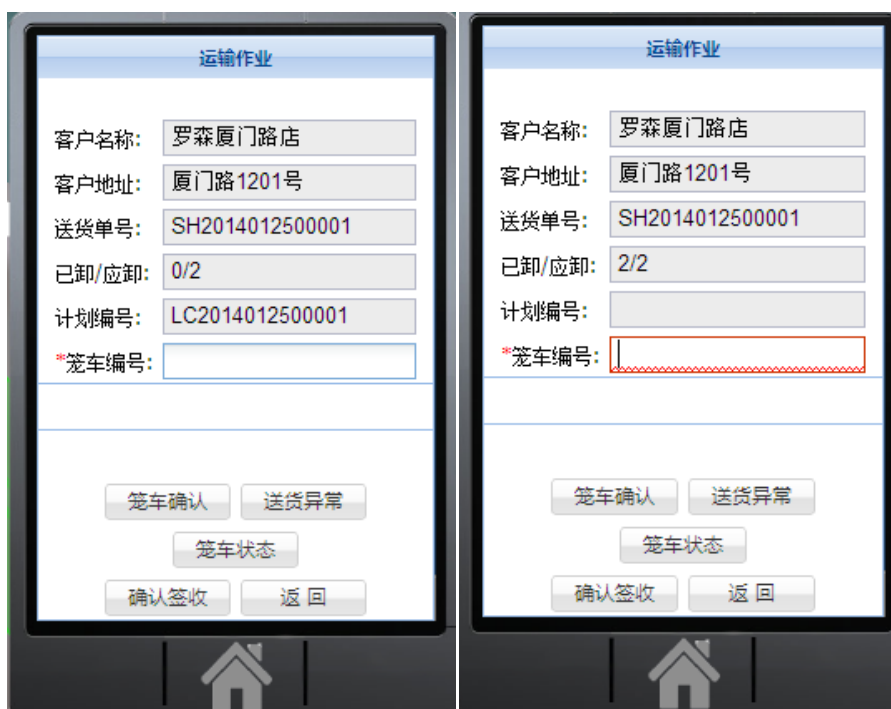 运输作业
客户名称: 罗森厦门路店
客户地址: 厦门路1201号
送货单号: SH2014012500001
已卸/应卸: 0/2
计划编号: LC2014012500001
*笼车编号:
笼车确认 送货异常
笼车状态
确认签收 返 回
运输作业
客户名称: 罗森厦门路店
客户地址: 厦门路1201号
送货单号: SH2014012500001
已卸/应卸: 2/2
计划编号:
*笼车编号:
笼车确认 送货异常
笼车状态
确认签收 返 回